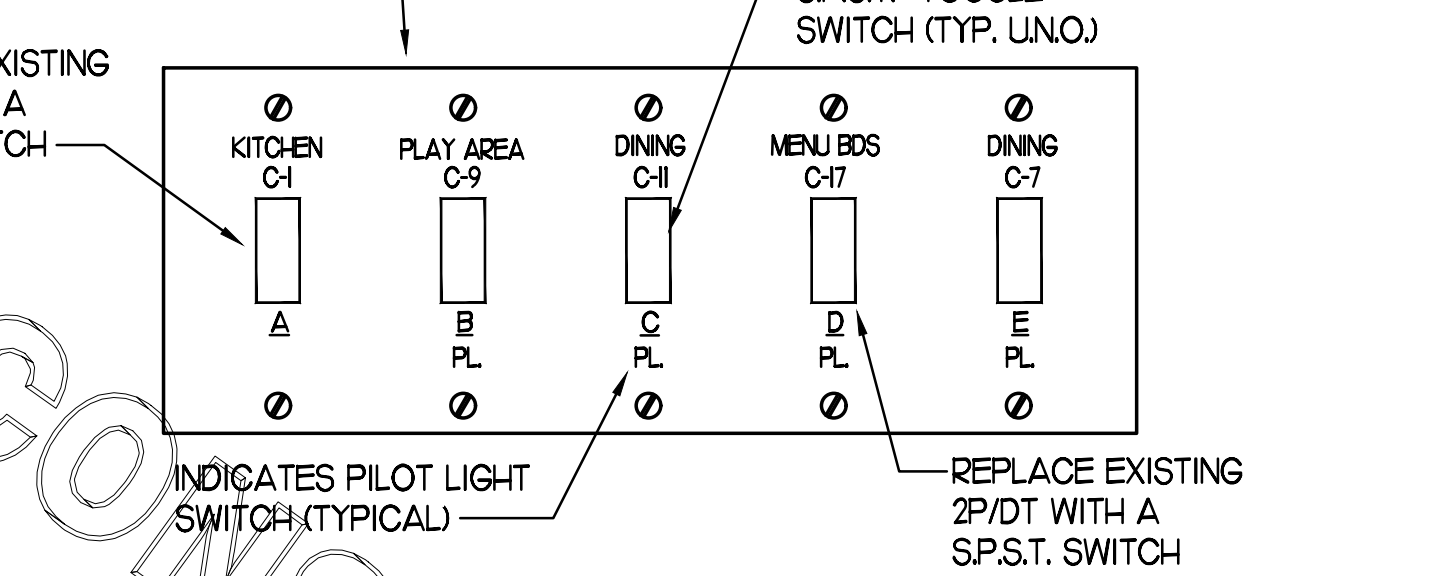 SWITCH (TYP. U.N.O.)
A
KITCHEN
C-1
PLAY AREA
C-9
DINING
C-11
MENU BDS
C-17
DINING
C-7
A
B
C
D
E
PL.
PL.
PL.
PL.
INDICATES PILOT LIGHT
SWITCH (TYPICAL)
REPLACE EXISTING
2P/DT WITH A
S.P.S.T. SWITCH